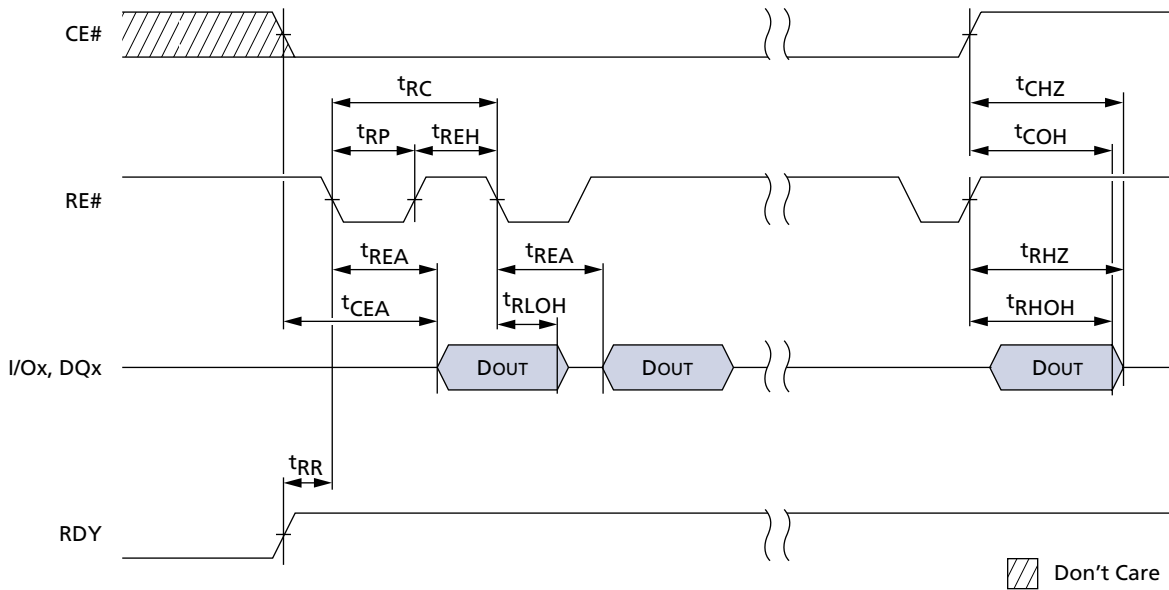 CE#
tRC
tCHZ
tRP
tREH
tCOH
RE#
tREA
tREA
tRHZ
tCEA
tRLOH
tRHOH
I/Ox, DQx
DOUT
DOUT
DOUT
tRR
RDY
Don't Care